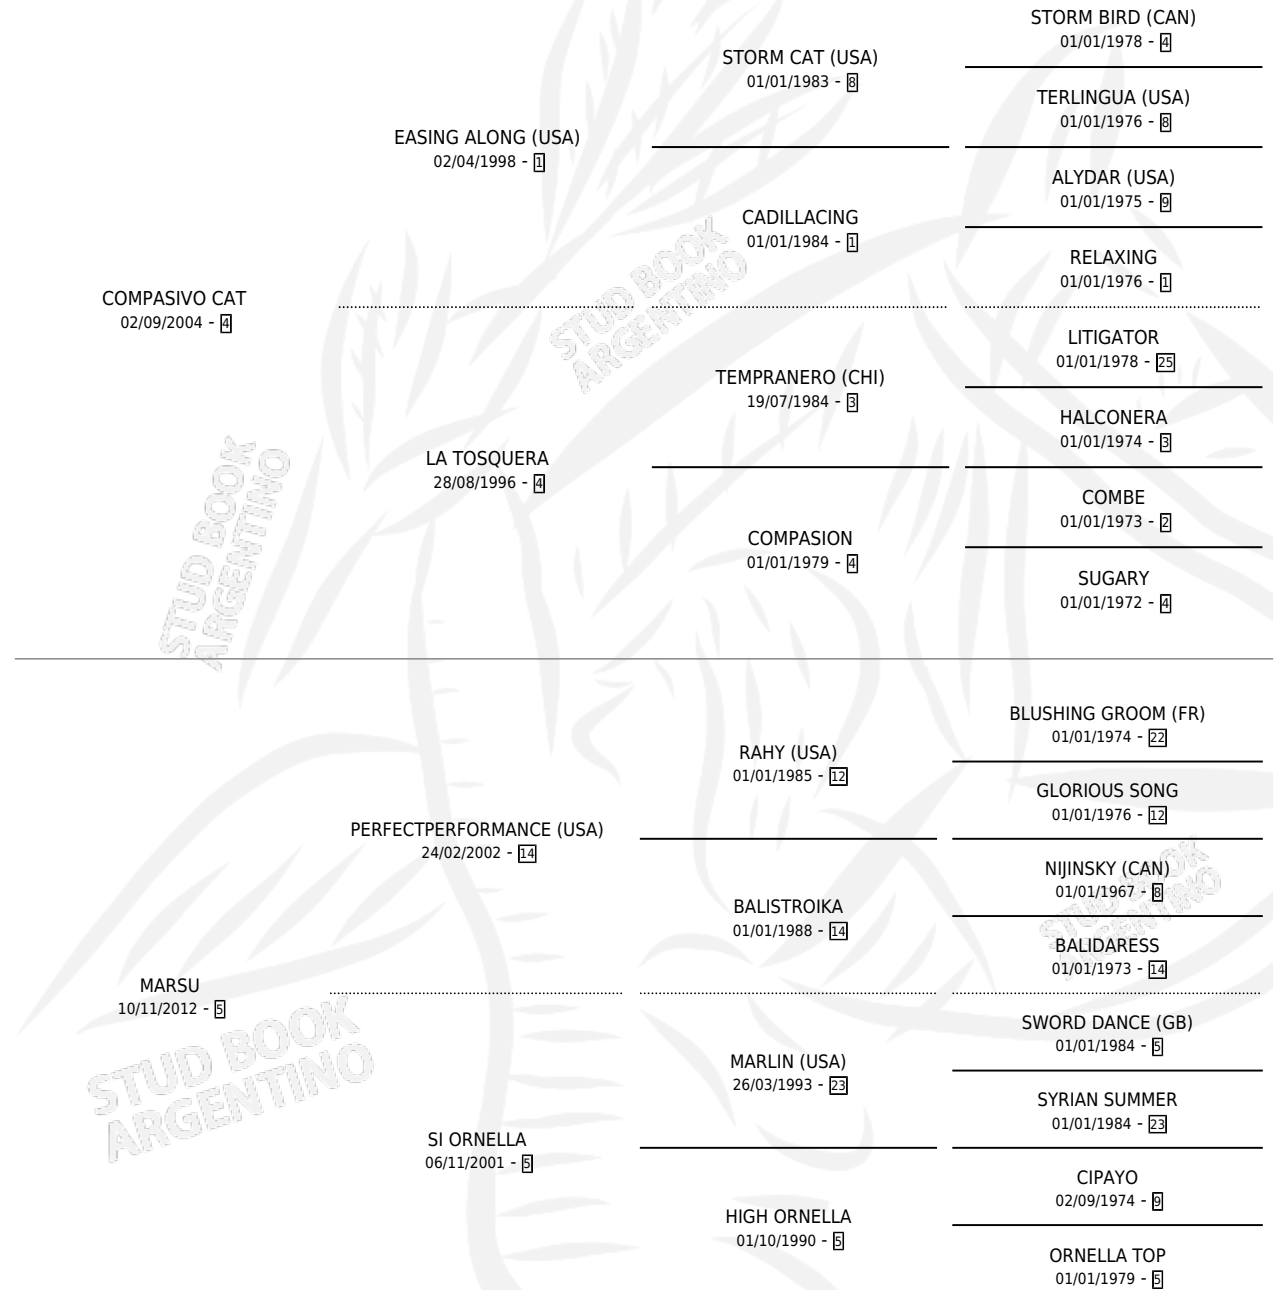 STORM BIRD (CAN)
01/01/1978 - 4
STORM CAT (USA)
01/01/1983 - 8
TERLINGUA (USA)
01/01/1976 - 8
EASING ALONG (USA)
02/04/1998 - 1
ALYDAR (USA)
01/01/1975 - 9
CADILLACING
01/01/1984 - 1
RELAXING
01/01/1976 - 1
COMPASIVO CAT
02/09/2004 - 4
STUD BOOK
ARGENTINO
LITIGATOR
01/01/1978 - 25
TEMPRANERO (CHI)
19/07/1984 - 3
HALCONERA
01/01/1974 - 3
LA TOSQUERA
28/08/1996 - 4
COMBE
01/01/1973 - 2
COMPASION
01/01/1979 - 4
SUGARY
01/01/1972 - 4
STUD BOOK
ARGENTINO
BLUSHING GROOM (FR)
01/01/1974 - 22
RAHY (USA)
01/01/1985 - 12
GLORIOUS SONG
01/01/1976 - 12
PERFECTPERFORMANCE (USA)
24/02/2002 - 14
NIJINSKY (CAN)
01/01/1967 - 8
STUD BOOK
ARGENTINO
BALISTROIKA
01/01/1988 - 14
BALIDARESS
01/01/1973 - 14
MARSU
10/11/2012 - 5
STUD BOOK
ARGENTINO
SWORD DANCE (GB)
01/01/1984 - 5
MARLIN (USA)
26/03/1993 - 23
SYRIAN SUMMER
01/01/1984 - 23
SI ORNELLA
06/11/2001 - 5
CIPAYO
02/09/1974 - 9
HIGH ORNELLA
01/10/1990 - 5
ORNELLA TOP
01/01/1979 - 5